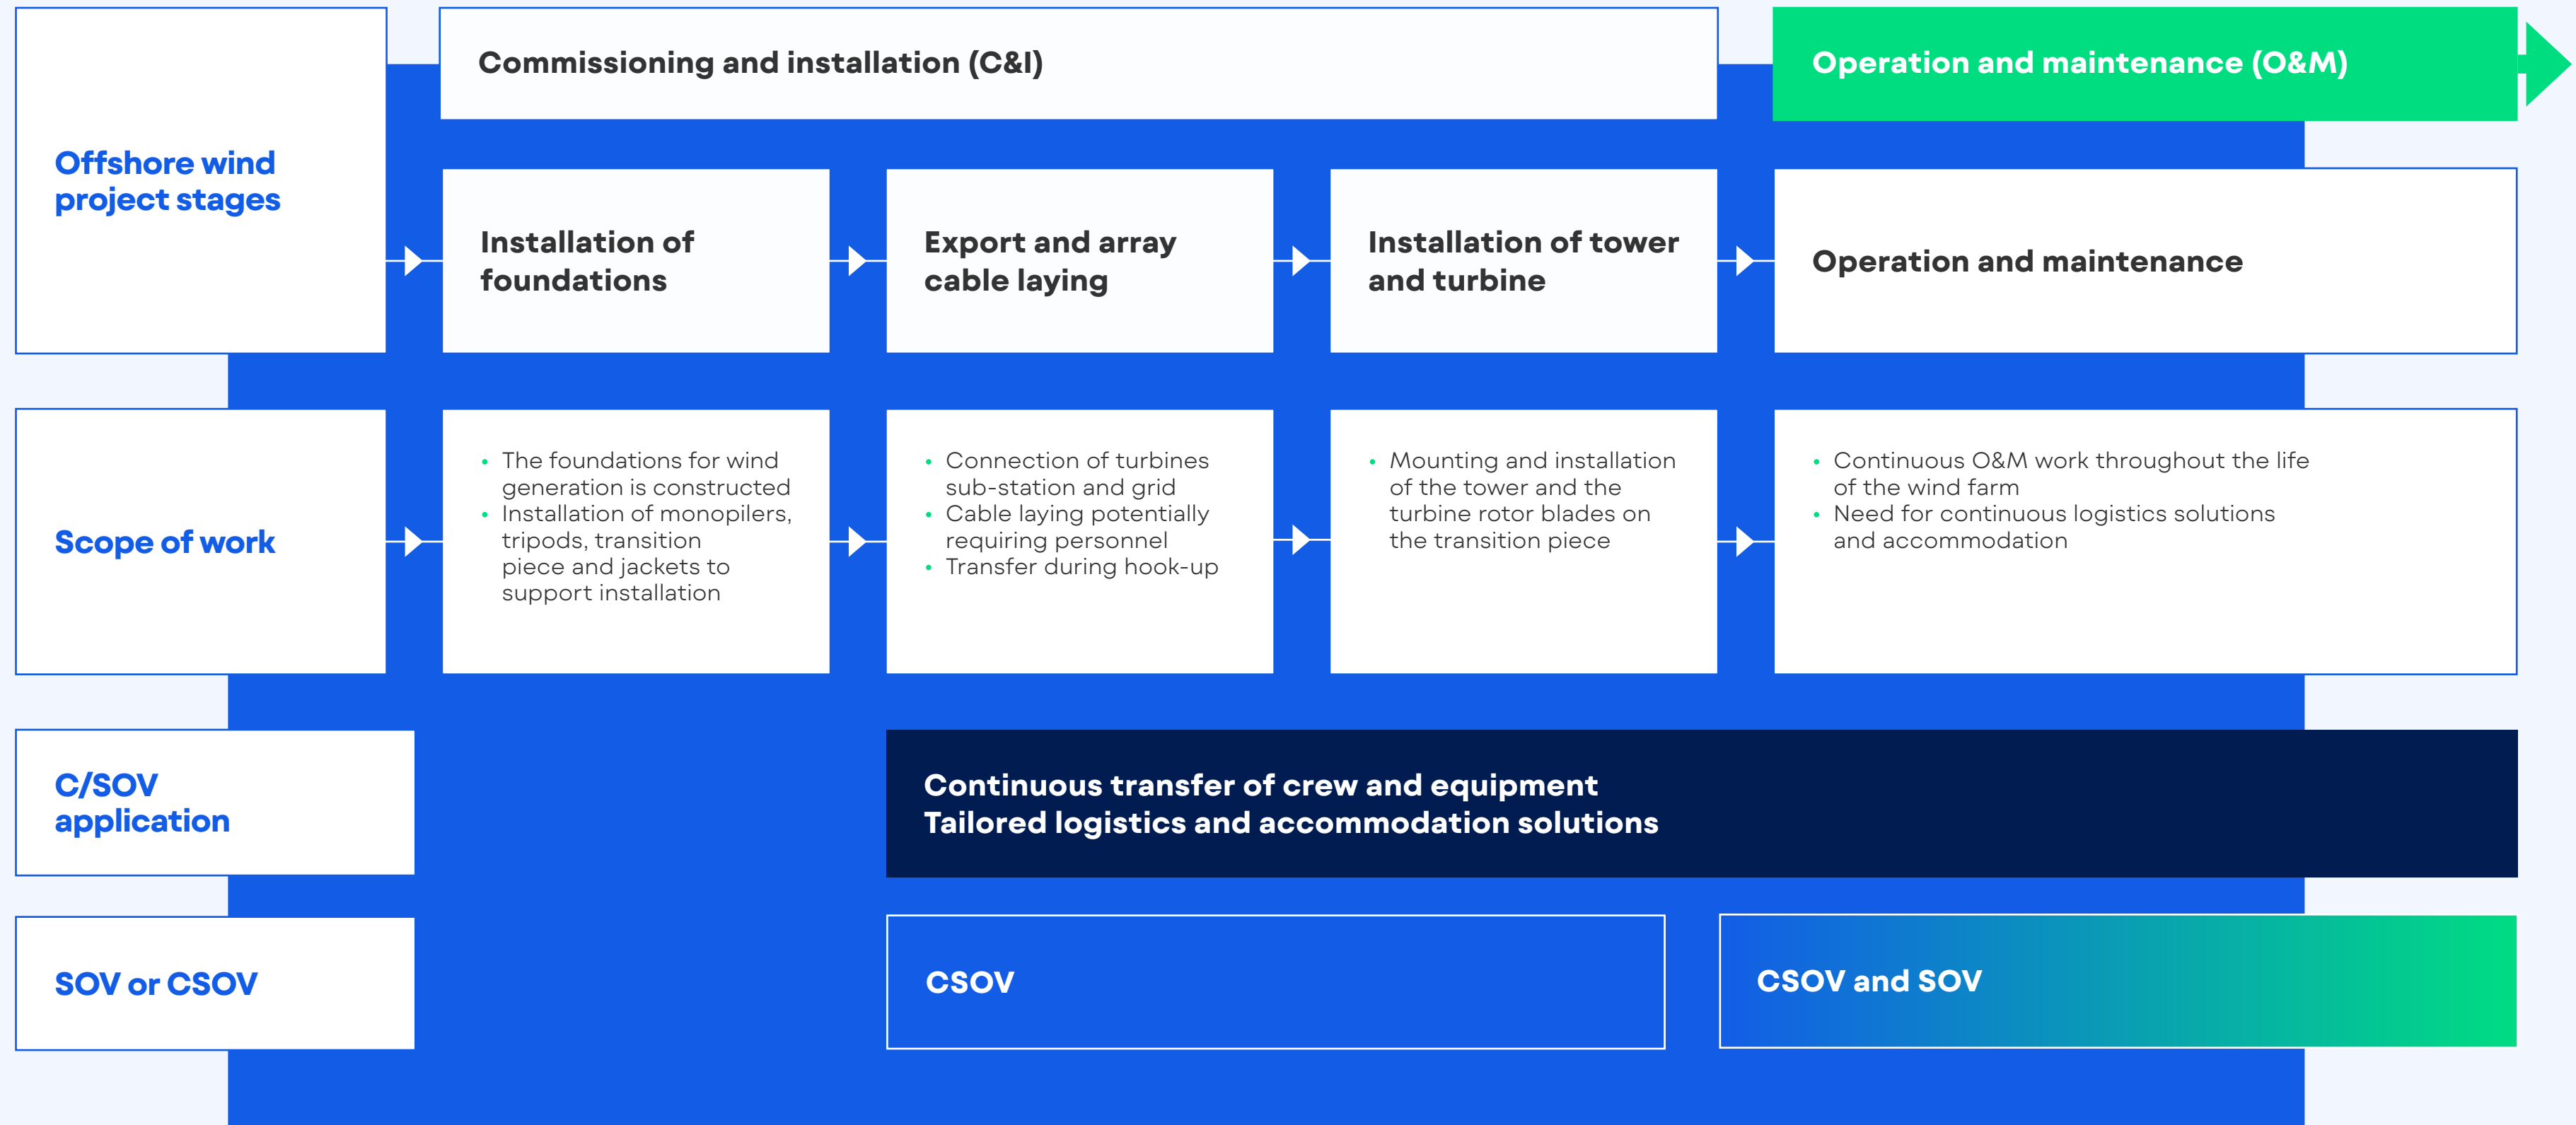 Commissioning and installation (C&I)
Operation and maintenance (O&M)
Offshore wind
project stages
Installation of
foundations
Export and array
cable laying
Installation of tower
and turbine
Operation and maintenance
Scope of work
• The foundations for wind
generation is constructed
• Installation of monopilers,
tripods, transition
piece and jackets to
support installation
• Connection of turbines
sub-station and grid
• Cable laying potentially
requiring personnel
• Transfer during hook-up
• Mounting and installation
of the tower and the
turbine rotor blades on
the transition piece
• Continuous O&M work throughout the life
of the wind farm
• Need for continuous logistics solutions
and accommodation
C/SOV
application
Continuous transfer of crew and equipment
Tailored logistics and accommodation solutions
SOV or CSOV
CSOV
CSOV and SOV